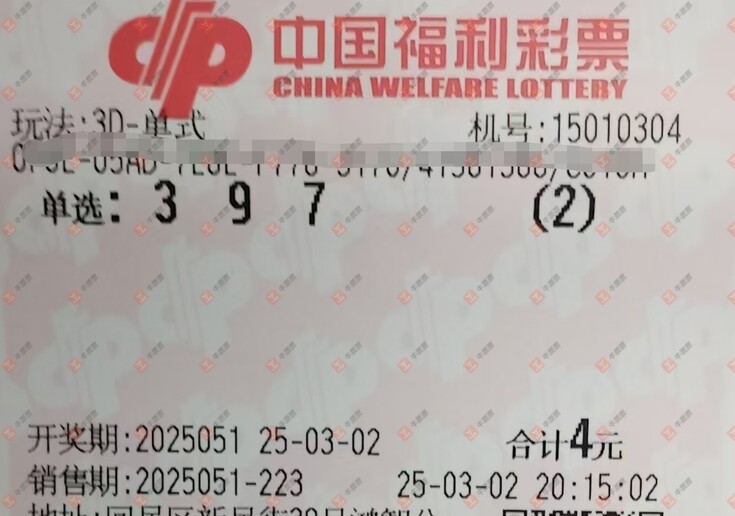 中国福利彩票
CHINA WELFARE LOTTERY
玩法:3D-单式 机号:15010304
单选: 3 9 7 (2)
开奖期:2025051 25-03-02 合计4元
销售期:2025051-223 25-03-02 20:15:02